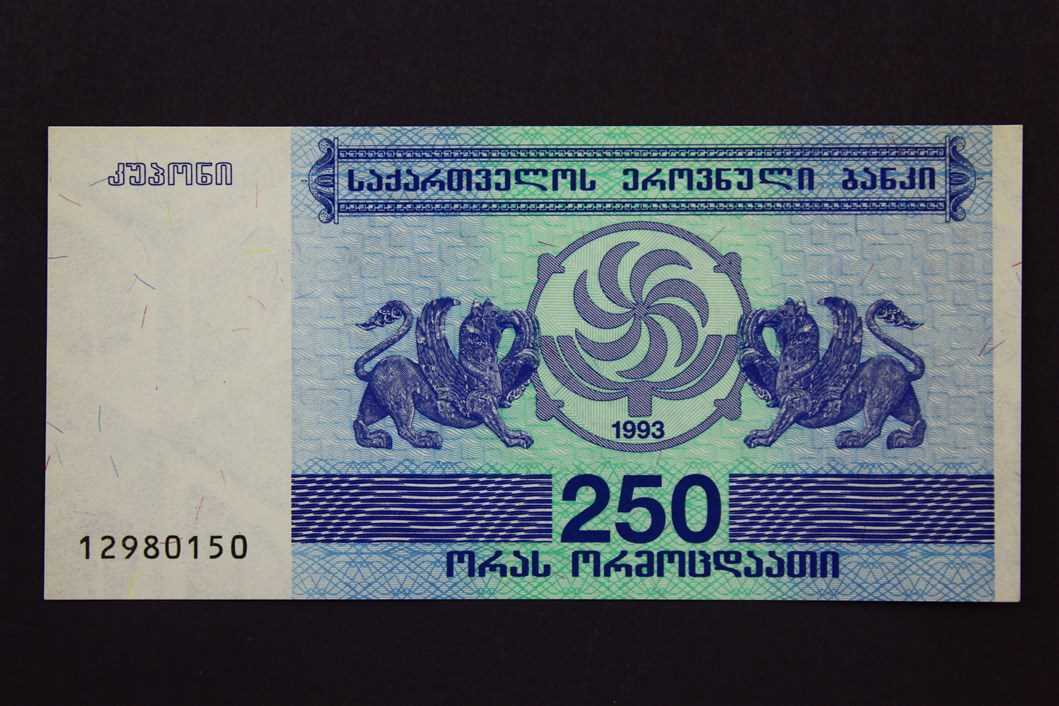 კუპონი
საქართველოს ეროვნული ბანკი
1993
250
12980150
ორას ორმოცდაათი